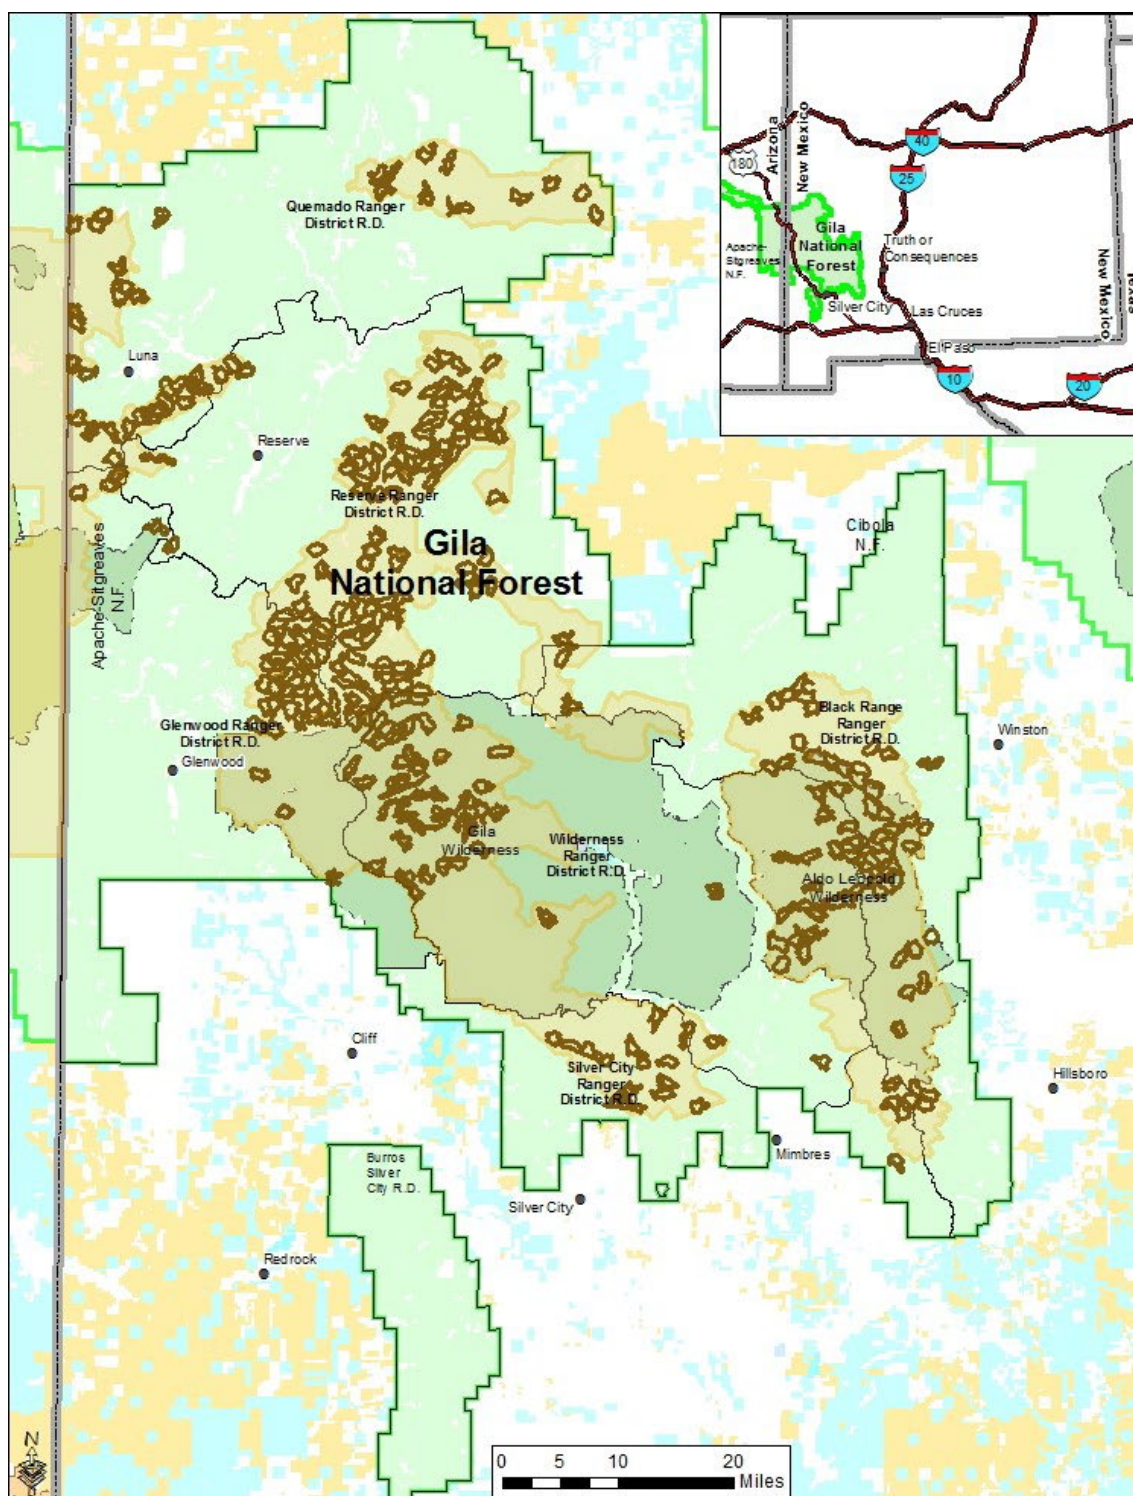 40
Arizona
New Mexico
180
25
Gila
National
Forest
Apache-
Sitgreaves
N.F.
Truth or
Consequences
New Mexico
Texas
Silver City
Las Cruces
El Paso
10
20
Quemado Ranger
District R.D.
Luna
Reserve
Reserve Ranger
District R.D.
Gila
National Forest
Cibola
N.F.
Apache-Sitgreaves
N.F.
Glenwood Ranger
District R.D.
Glenwood
Black Range
Ranger
District R.D.
Winston
Gila
Wilderness
Wilderness
Ranger
District R.D.
Aldo Leopold
Wilderness
Cliff
Silver City
Ranger
District R.D.
Hillsboro
Mimbres
Burros
Silver
City R.D.
Silver City
Redrock
N
0 5 10 20
Miles